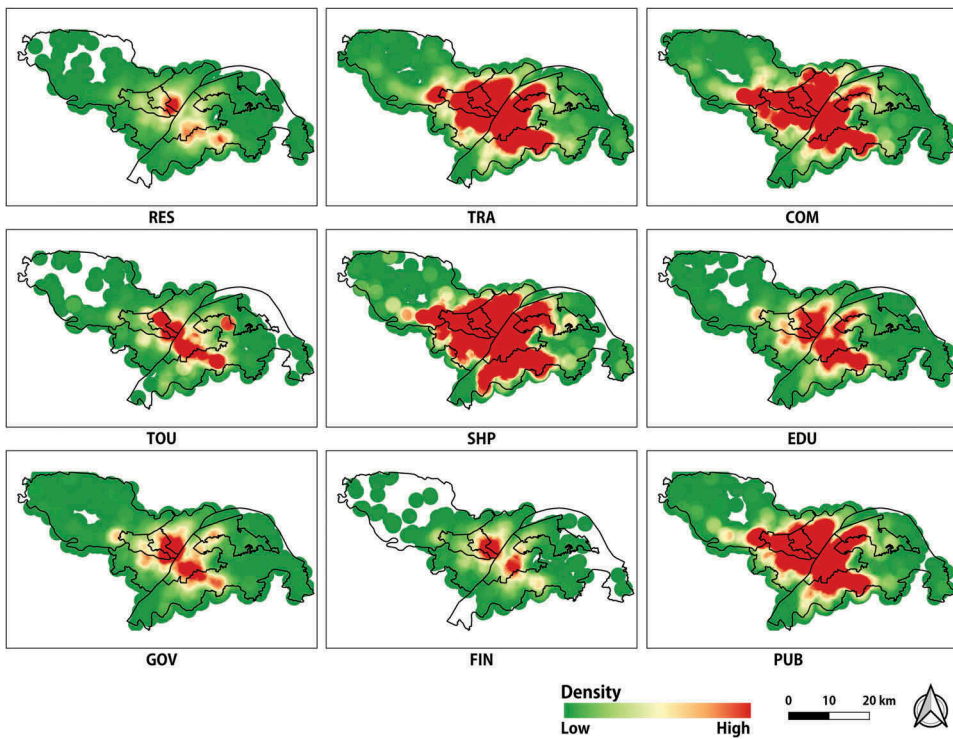 RES
TRA
COM
TOU
SHP
EDU
GOV
FIN
PUB
Density
Low
High
0 10 20 km